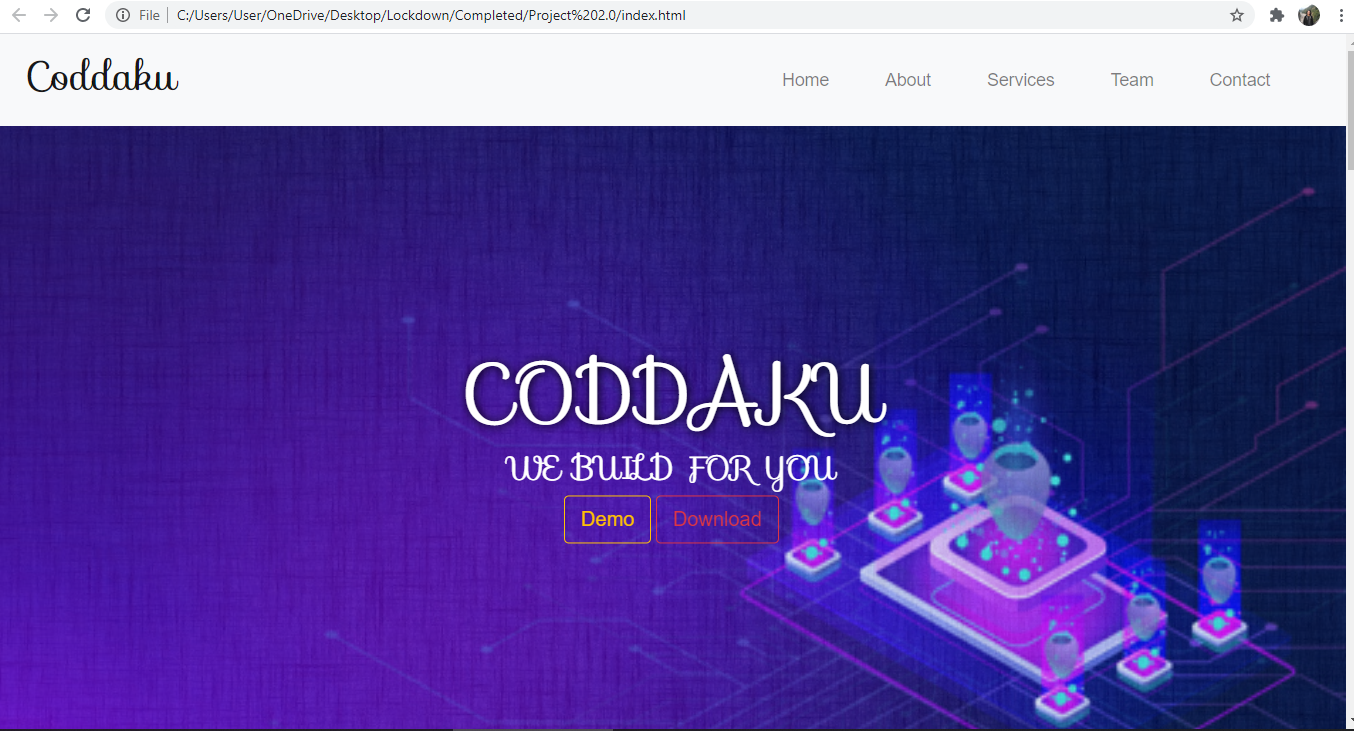 File C:/Users/User/OneDrive/Desktop/Lockdown/Completed/Project%202.0/index.html
Coddaku
Home About Services Team Contact
CODDAKU
WE BUILD FOR YOU
Demo Download